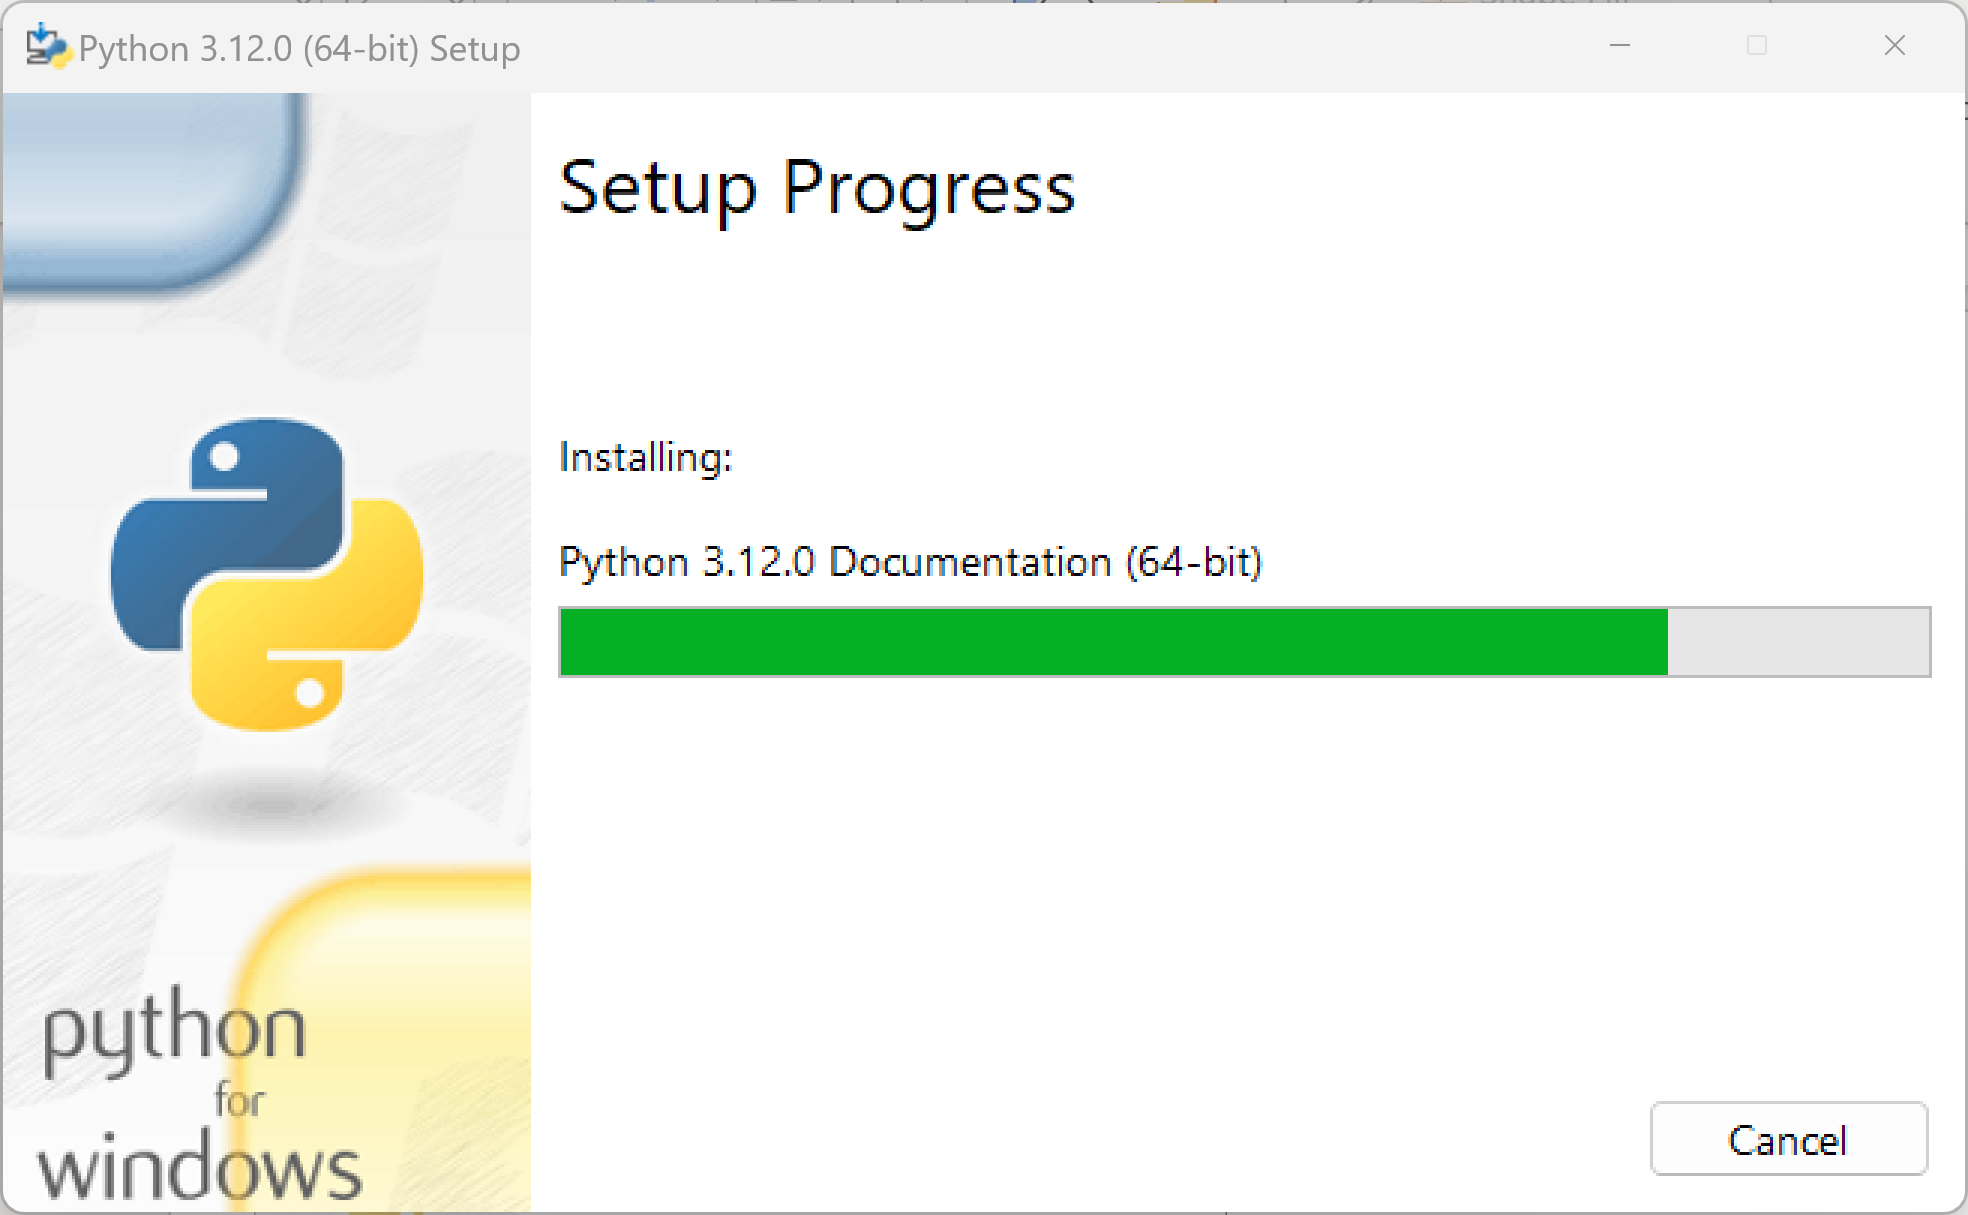 Python 3.12.0 (64-bit) Setup
Setup Progress
Installing:
Python 3.12.0 Documentation (64-bit)
python
for
windows
Cancel